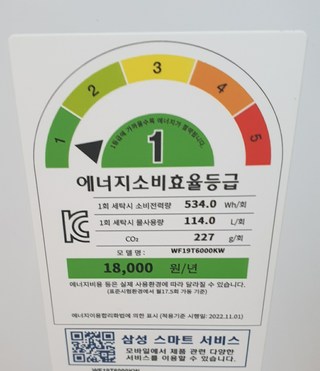 1 2 3 4 5
1등급에 가까울수록 에너지가 절약됩니다.
1
에너지소비효율등급
1회 세탁시 소비전력량 534.0 Wh/회
1회 세탁시 물사용량 114.0 L/회
CO₂ 227 g/회
모델명: WF19T6000KW
18,000 원/년
에너지비용 등은 실제 사용환경에 따라 달라질 수 있습니다.
(표준시험환경에서 월17.5회 가동 기준)
에너지이용합리화법에 의한 표시 (적용기준 시행일: 2022.11.01)
삼성 스마트 서비스
모바일에서 제품 관련 다양한
서비스를 이용할 수 있습니다.
WF19T6000KW